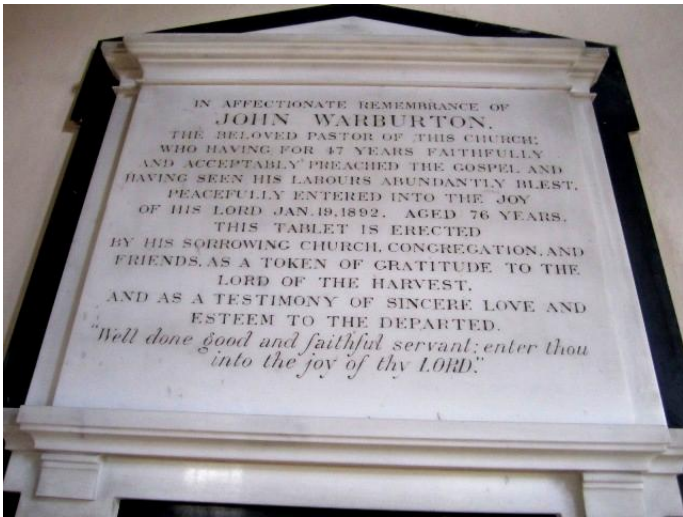 IN AFFECTIONATE REMEMBRANCE OF
JOHN WARBURTON,
THE BELOVED PASTOR OF THIS CHURCH;
WHO HAVING FOR 47 YEARS FAITHFULLY
AND ACCEPTABLY PREACHED THE GOSPEL AND
HAVING SEEN HIS LABOURS ABUNDANTLY BLEST,
PEACEFULLY ENTERED INTO THE JOY
OF HIS LORD JAN. 19, 1892. AGED 76 YEARS.
THIS TABLET IS ERECTED
BY HIS SORROWING CHURCH, CONGREGATION, AND
FRIENDS, AS A TOKEN OF GRATITUDE TO THE
LORD OF THE HARVEST,
AND AS A TESTIMONY OF SINCERE LOVE AND
ESTEEM TO THE DEPARTED.
"Well done good and faithful servant; enter thou
into the joy of thy LORD."